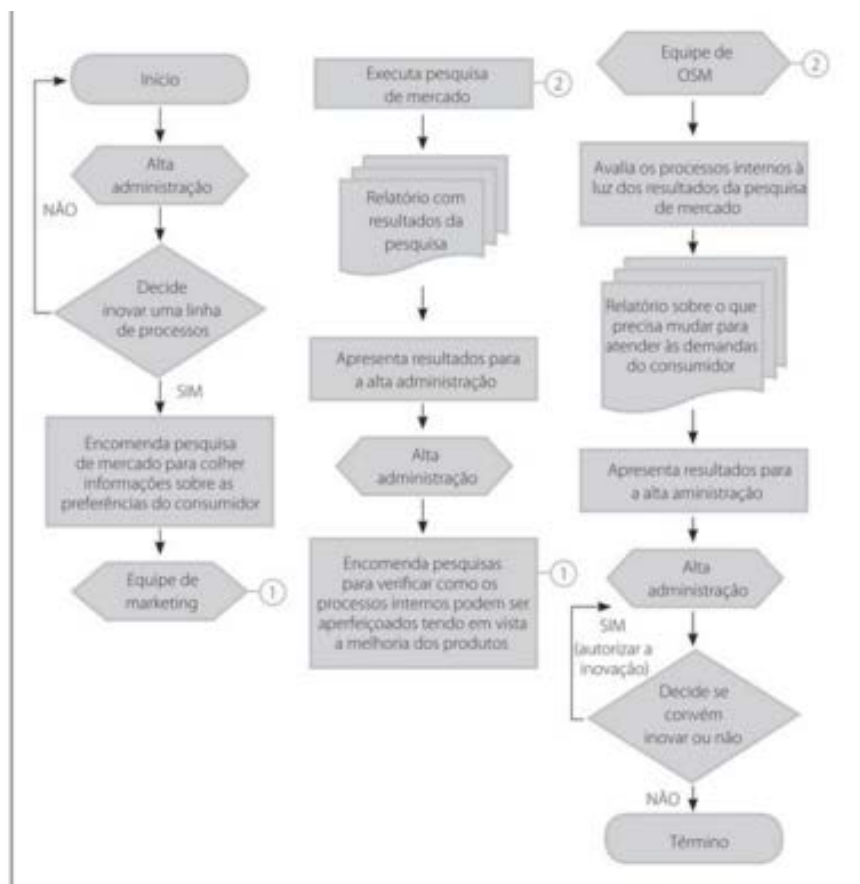 Início
Alta
administração
NÃO
Decide
inovar uma linha
de processos
SIM
Encomenda pesquisa
de mercado para colher
informações sobre as
preferências do consumidor
Equipe de
marketing
1
Executa pesquisa
de mercado
2
Relatório com
resultados da
pesquisa
Apresenta resultados para
a alta administração
Alta
administração
Encomenda pesquisas
para verificar como os
processos internos podem ser
aperfeiçoados tendo em vista
a melhoria dos produtos
1
Equipe de
OSM
2
Avalia os processos internos à
luz dos resultados da pesquisa
de mercado
Relatório sobre o que
precisa mudar para
atender às demandas
do consumidor
Apresenta resultados para
a alta aministração
Alta
administração
SIM
(autorizar a
inovação)
Decide se
convém
inovar ou não
NÃO
Término